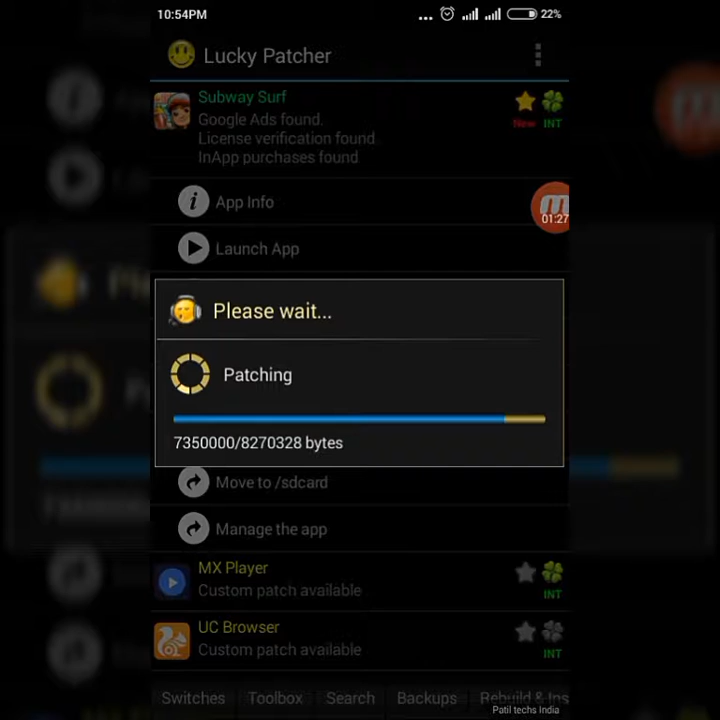 10:54PM
22%
Lucky Patcher
Subway Surf
Google Ads found.
License verification found.
InApp purchases found
New INT
App Info
01:27
Launch App
Please wait...
Patching
7350000/8270328 bytes
Move to /sdcard
Manage the app
MX Player
Custom patch available
INT
UC Browser
Custom patch available
INT
Switches Toolbox Search Backups Rebuild & Ins
Patil techs India